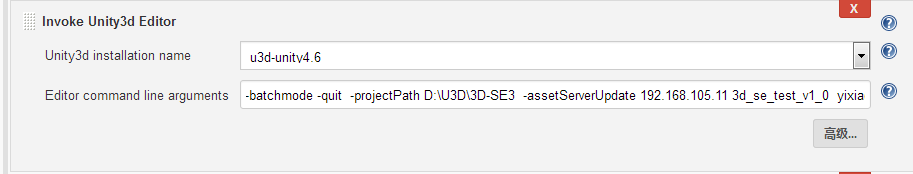 X
Invoke Unity3d Editor
Unity3d installation name
u3d-unity4.6
Editor command line arguments
-batchmode -quit -projectPath D:\U3D\3D-SE3 -assetServerUpdate 192.168.105.11 3d_se_test_v1_0 yixia
高级...